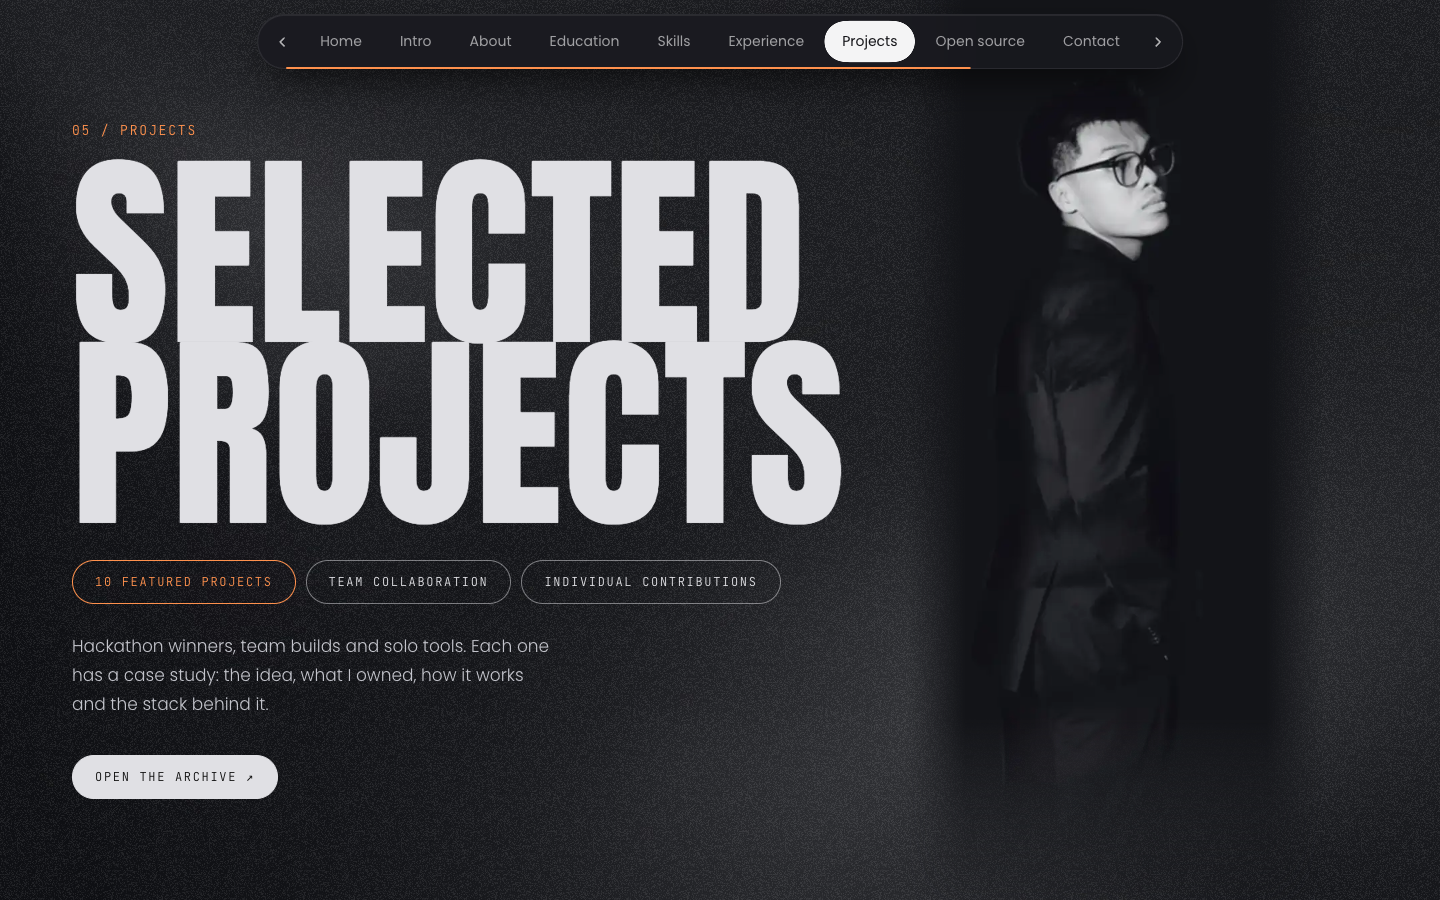 Home Intro About Education Skills Experience Projects Open source Contact
05 / PROJECTS
SELECTED
PROJECTS
10 FEATURED PROJECTS TEAM COLLABORATION INDIVIDUAL CONTRIBUTIONS
Hackathon winners, team builds and solo tools. Each one
has a case study: the idea, what I owned, how it works
and the stack behind it.
OPEN THE ARCHIVE ↗